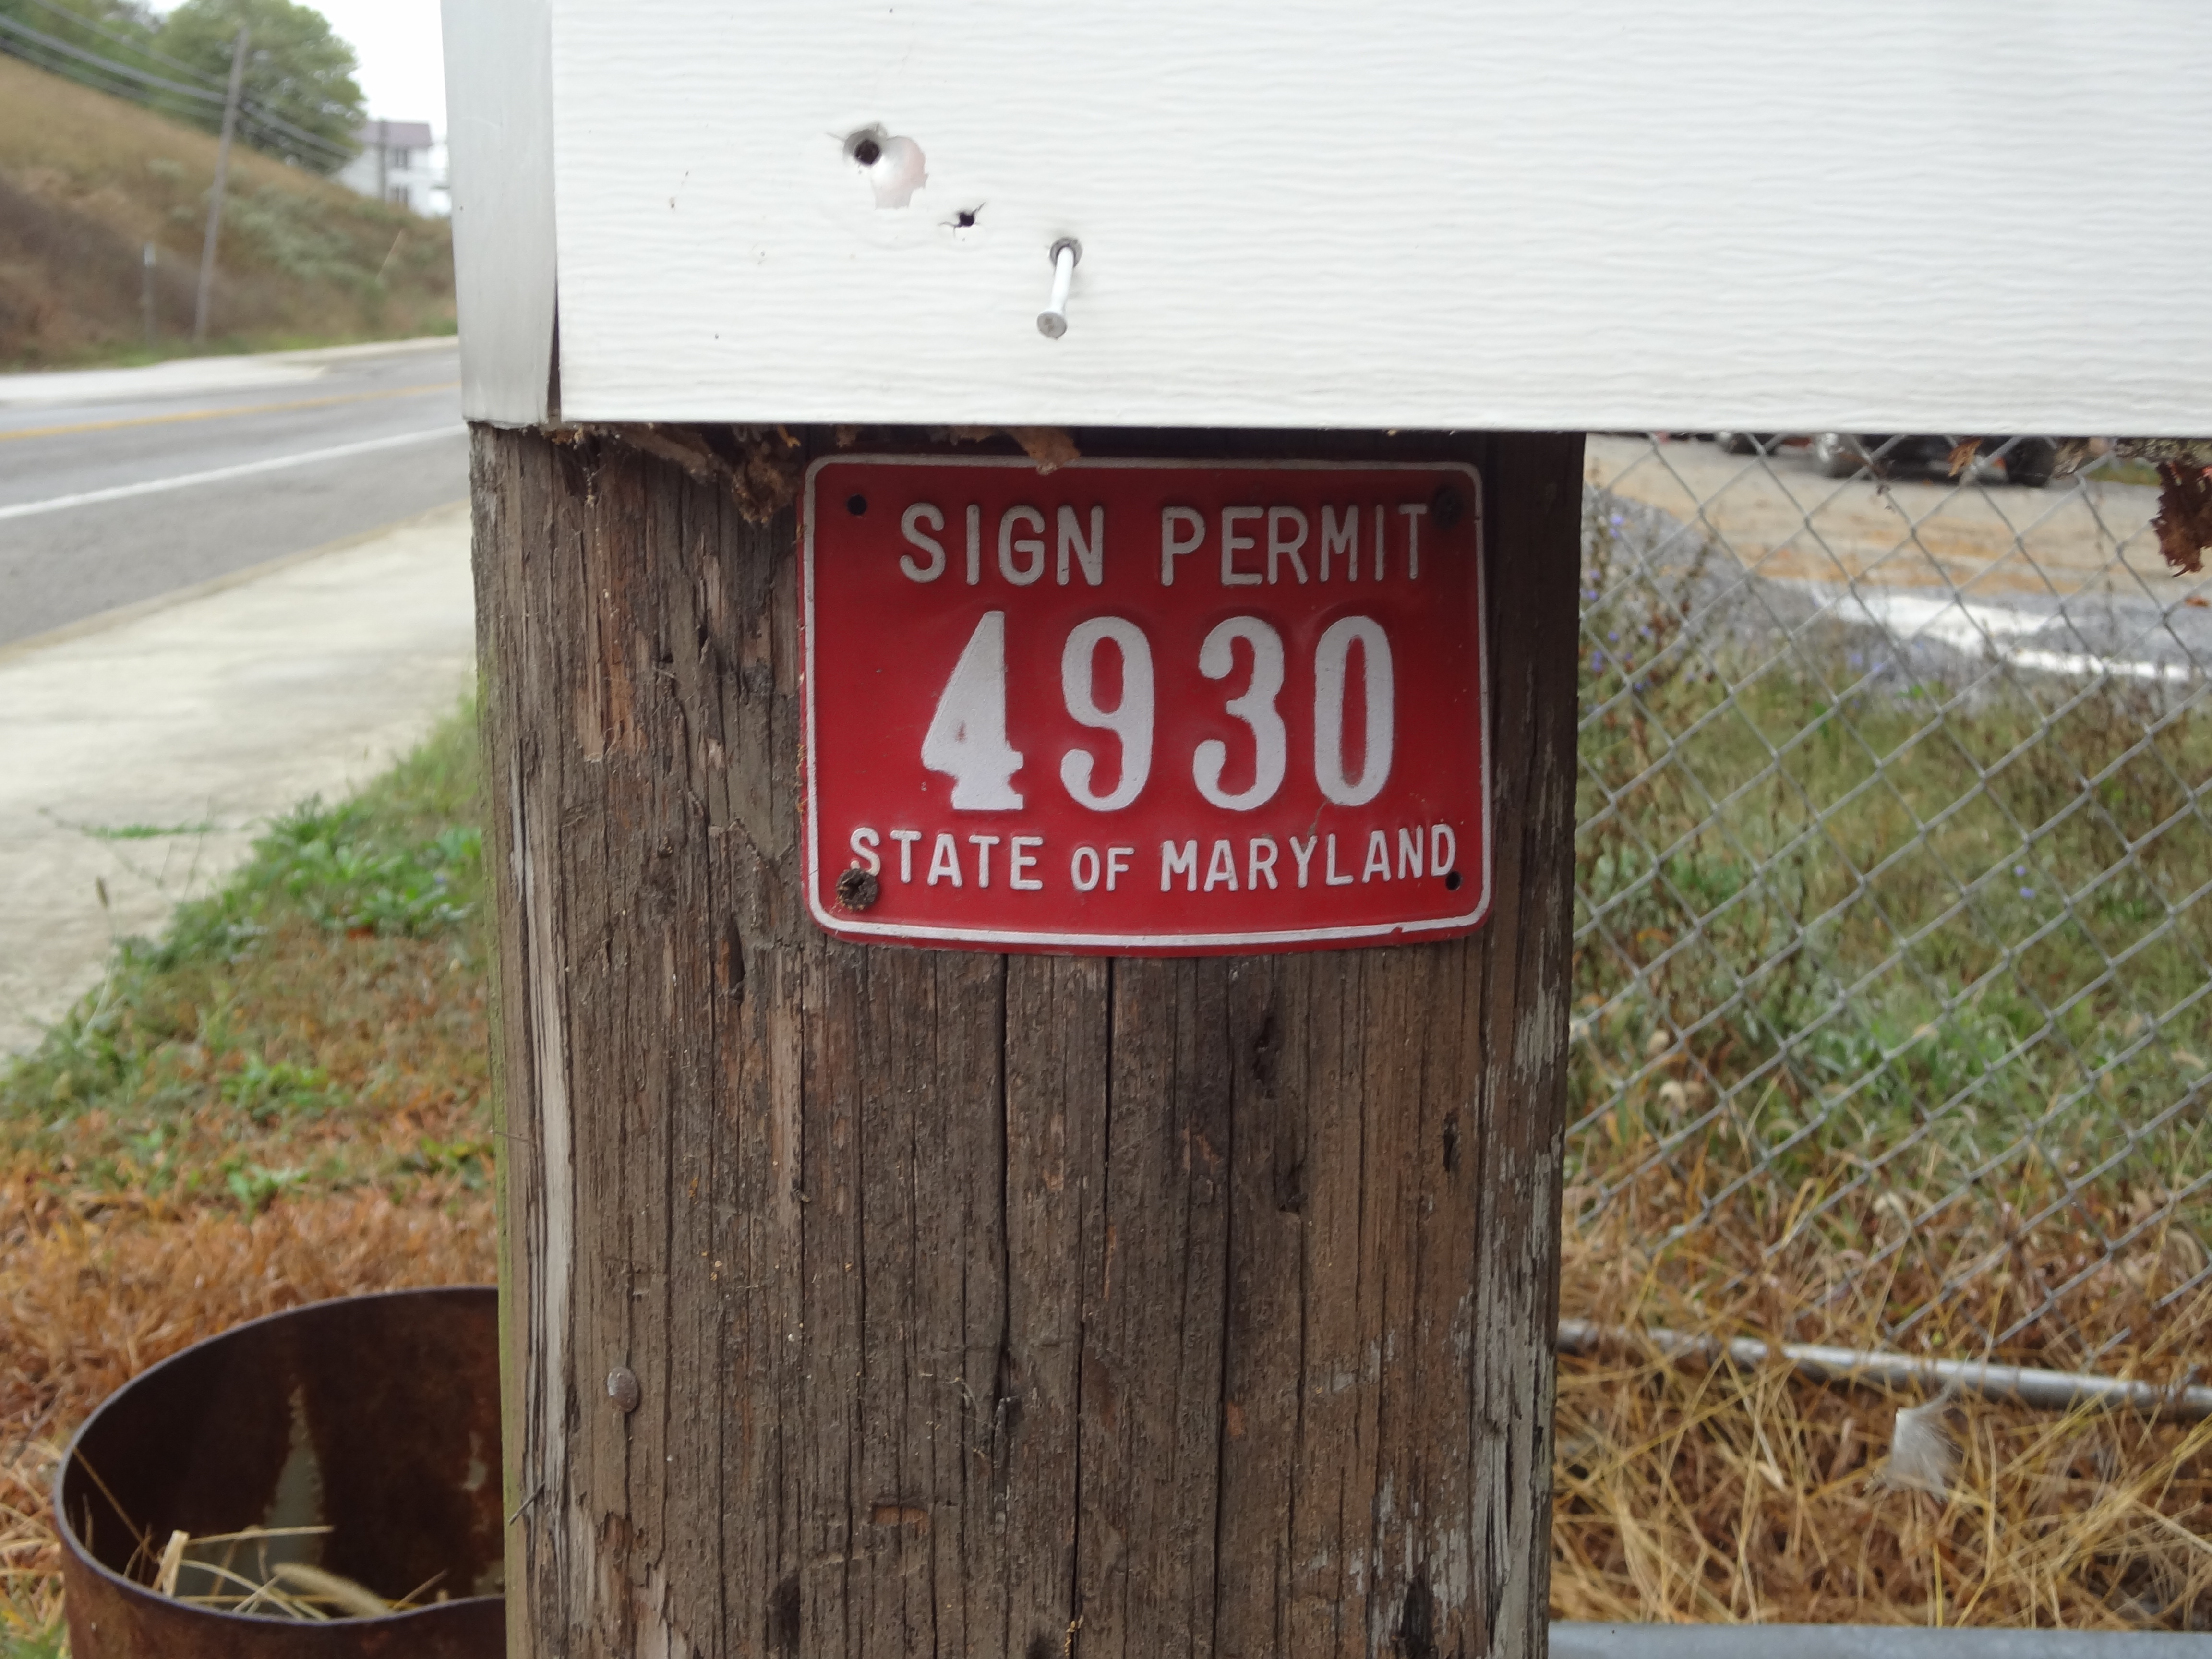 SIGN PERMIT
4930
STATE OF MARYLAND